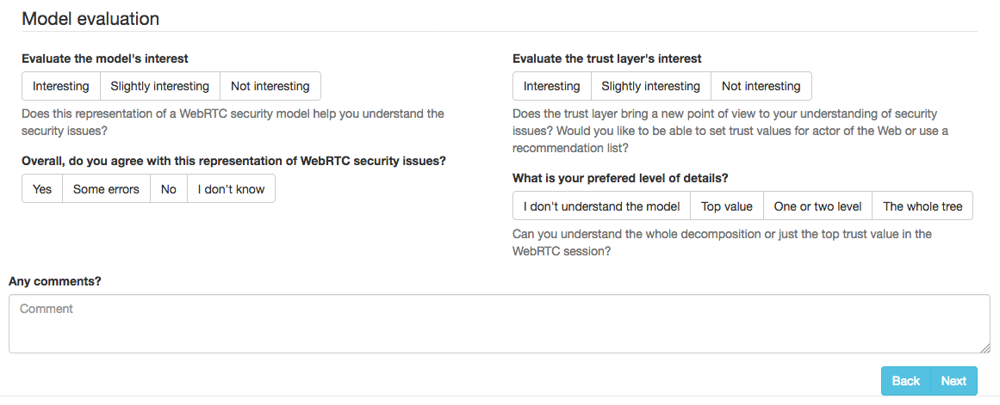 Model evaluation
Evaluate the model's interest
Interesting Slightly interesting Not interesting
Does this representation of a WebRTC security model help you understand the
security issues?
Overall, do you agree with this representation of WebRTC security issues?
Yes Some errors No I don't know
Evaluate the trust layer's interest
Interesting Slightly interesting Not interesting
Does the trust layer bring a new point of view to your understanding of security
issues? Would you like to be able to set trust values for actor of the Web or use a
recommendation list?
What is your prefered level of details?
I don't understand the model Top value One or two level The whole tree
Can you understand the whole decomposition or just the top trust value in the
WebRTC session?
Any comments?
Comment
Back Next